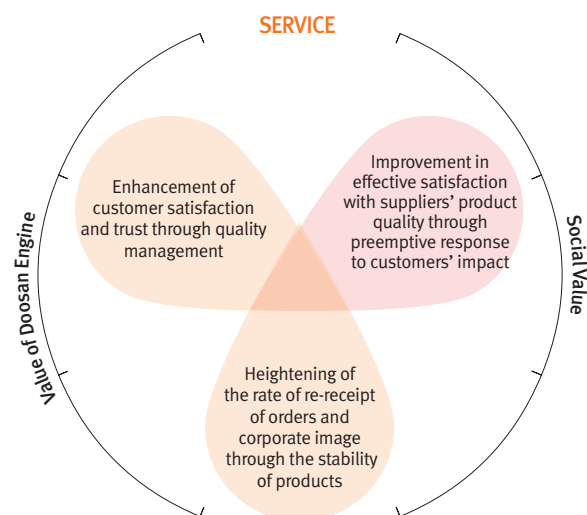 SERVICE
Enhancement of
customer satisfaction
and trust through quality
management
Improvement in
effective satisfaction
with suppliers’ product
quality through
preemptive response
to customers’ impact
Heightening of
the rate of re-receipt
of orders and
corporate image
through the stability
of products
Value of Doosan Engine
Social Value